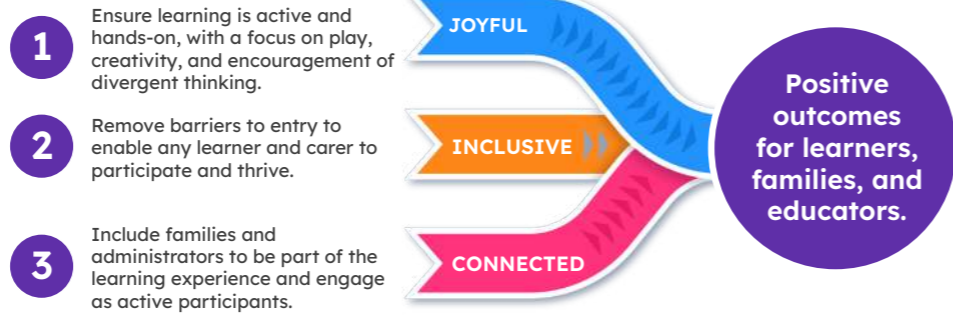 1
Ensure learning is active and
hands-on, with a focus on play,
creativity, and encouragement of
divergent thinking.
JOYFUL
2
Remove barriers to entry to
enable any learner and carer to
participate and thrive.
INCLUSIVE
3
Include families and
administrators to be part of the
learning experience and engage
as active participants.
CONNECTED
Positive
outcomes
for learners,
families, and
educators.